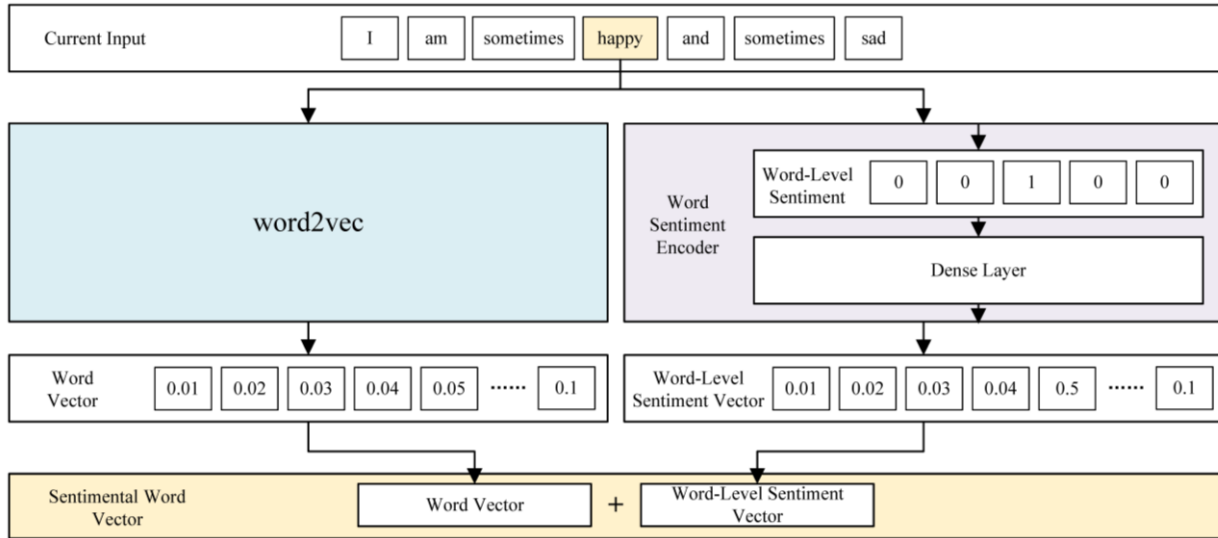 Current Input I am sometimes happy and sometimes sad
word2vec
Word
Sentiment
Encoder
Word-Level
Sentiment
0 0 1 0 0
Dense Layer
Word
Vector
0.01 0.02 0.03 0.04 0.05 ...... 0.1
Word-Level
Sentiment Vector
0.01 0.02 0.03 0.04 0.5 ...... 0.1
Sentimental Word
Vector
Word Vector
+
Word-Level Sentiment
Vector